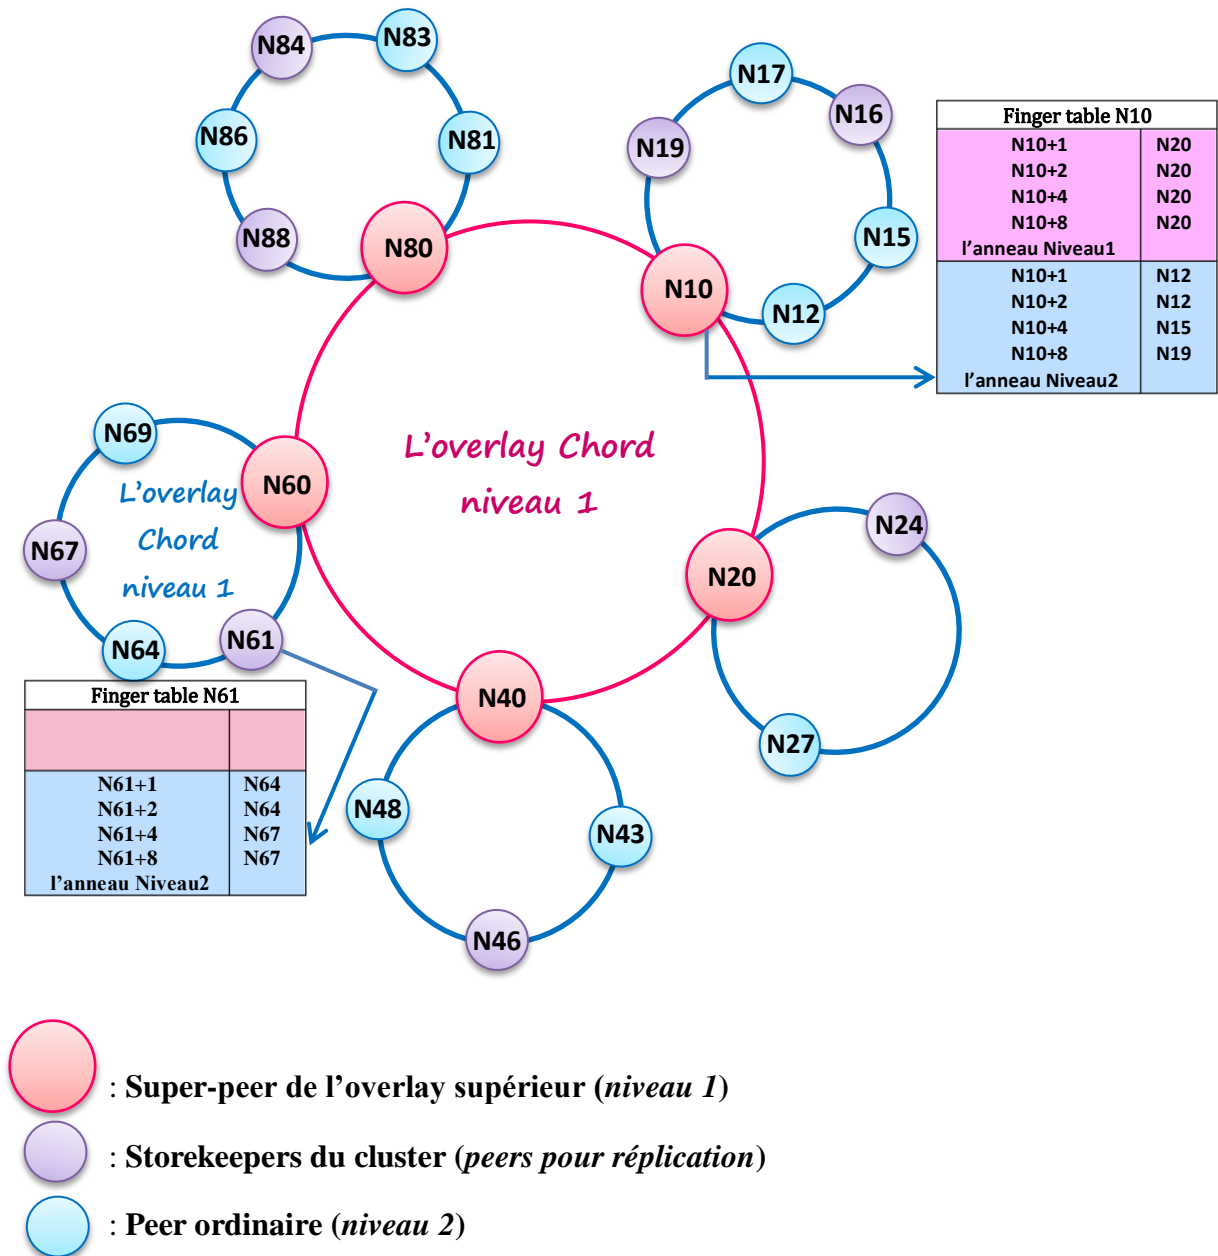 N84
N83
N86
N81
N88
N80
N17
N16
N19
N15
N12
N10
Finger table N10
N10+1 N20
N10+2 N20
N10+4 N20
N10+8 N20
l'anneau Niveau1
N10+1 N12
N10+2 N12
N10+4 N15
N10+8 N19
l'anneau Niveau2
L'overlay Chord
niveau 1
N69
N60
L'overlay
Chord
niveau 1
N67
N64
N61
N24
N20
N27
Finger table N61
N61+1 N64
N61+2 N64
N61+4 N67
N61+8 N67
l'anneau Niveau2
N40
N48
N43
N46
: Super-peer de l'overlay supérieur (niveau 1)
: Storekeepers du cluster (peers pour réplication)
: Peer ordinaire (niveau 2)